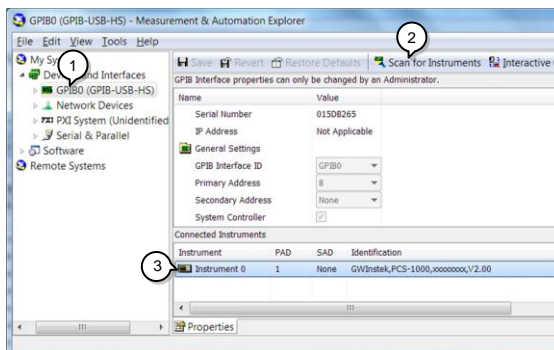 GPIB0 (GPIB-USB-HS) - Measurement & Automation Explorer
File Edit View Tools Help
2
My Sy
1
Save Revert Restore Defaults Scan for Instruments Interactive
GPIB Interface properties can only be changed by an Administrator.
and Interfaces
GPIB0 (GPIB-USB-HS)
Network Devices
PXI PXI System (Unidentified
Serial & Parallel
Software
Remote Systems
Name Value
Serial Number 015DB265
IP Address Not Applicable
General Settings
GPIB Interface ID GPIB0
Primary Address 8
Secondary Address None
System Controller
Connected Instruments
Instrument PAD SAD Identification
3
Instrument 0 1 None GWInstek,PCS-1000,xxxxxxxx,V2.00
Properties